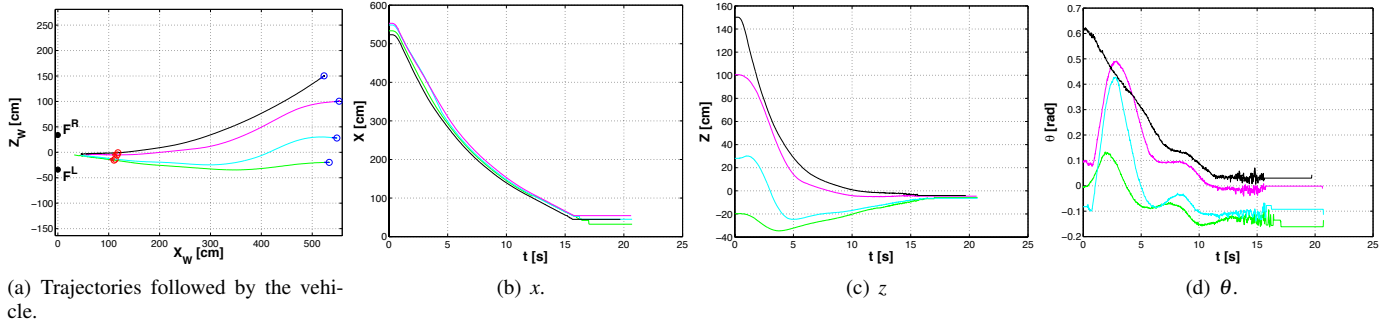 250
200
150
100
50
0
−50
−100
−150
Z_W [cm]
F^R
F^L
0 100 200 300 400 500
X_W [cm]
600
500
400
300
200
100
0
X [cm]
0 5 10 15 20 25
t [s]
160
140
120
100
80
60
40
20
0
−20
−40
Z [cm]
0 5 10 15 20 25
t [s]
0.7
0.6
0.5
0.4
0.3
0.2
0.1
0
−0.1
−0.2
θ [rad]
0 5 10 15 20 25
t [s]
(a) Trajectories followed by the vehi-
cle.
(b) x.
(c) z
(d) θ.